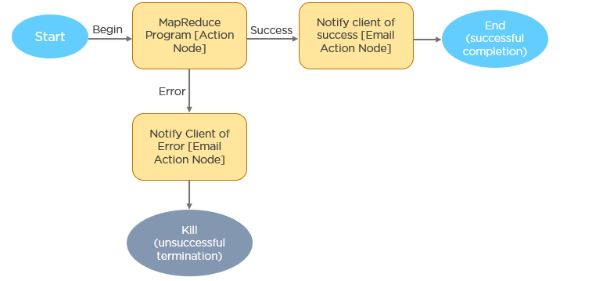 Start
Begin
MapReduce
Program [Action
Node]
Success
Notify client of
success [Email
Action Node]
End
(successful
completion)
Error
Notify Client of
Error [Email
Action Node]
Kill
(unsuccessful
termination)